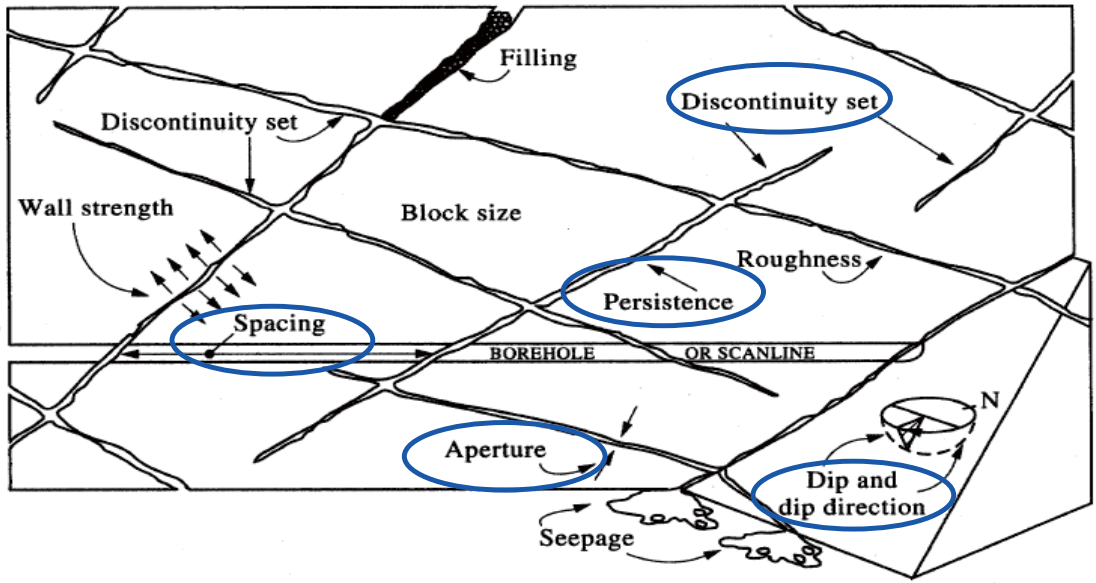 Filling
Discontinuity set
Discontinuity set
Wall strength
Block size
Roughness
Persistence
Spacing
BOREHOLE OR SCANLINE
N
Aperture
Dip and
dip direction
Seepage